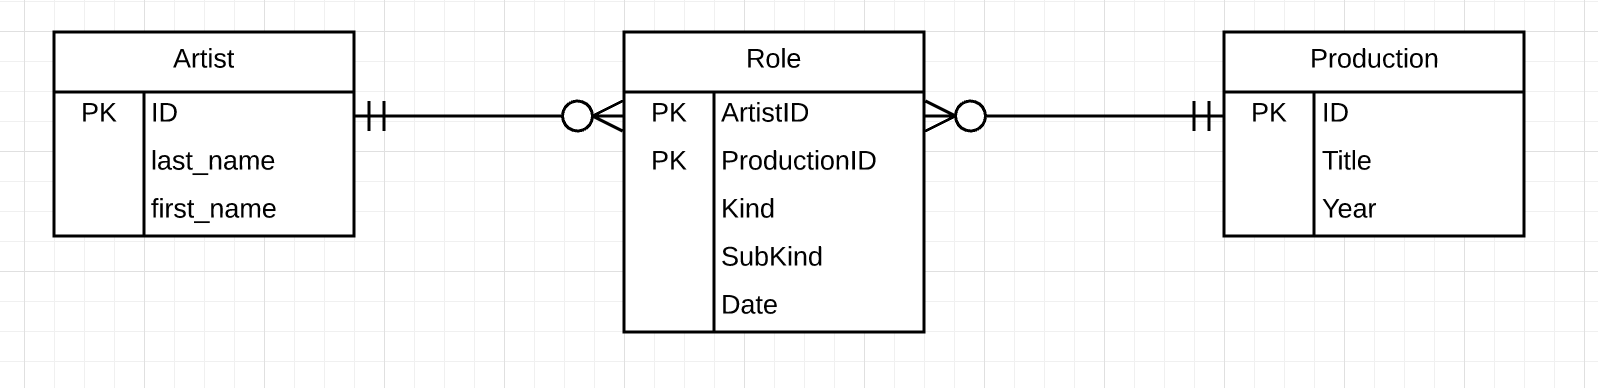 Artist
PK ID
last_name
first_name
Role
PK ArtistID
PK ProductionID
Kind
SubKind
Date
Production
PK ID
Title
Year